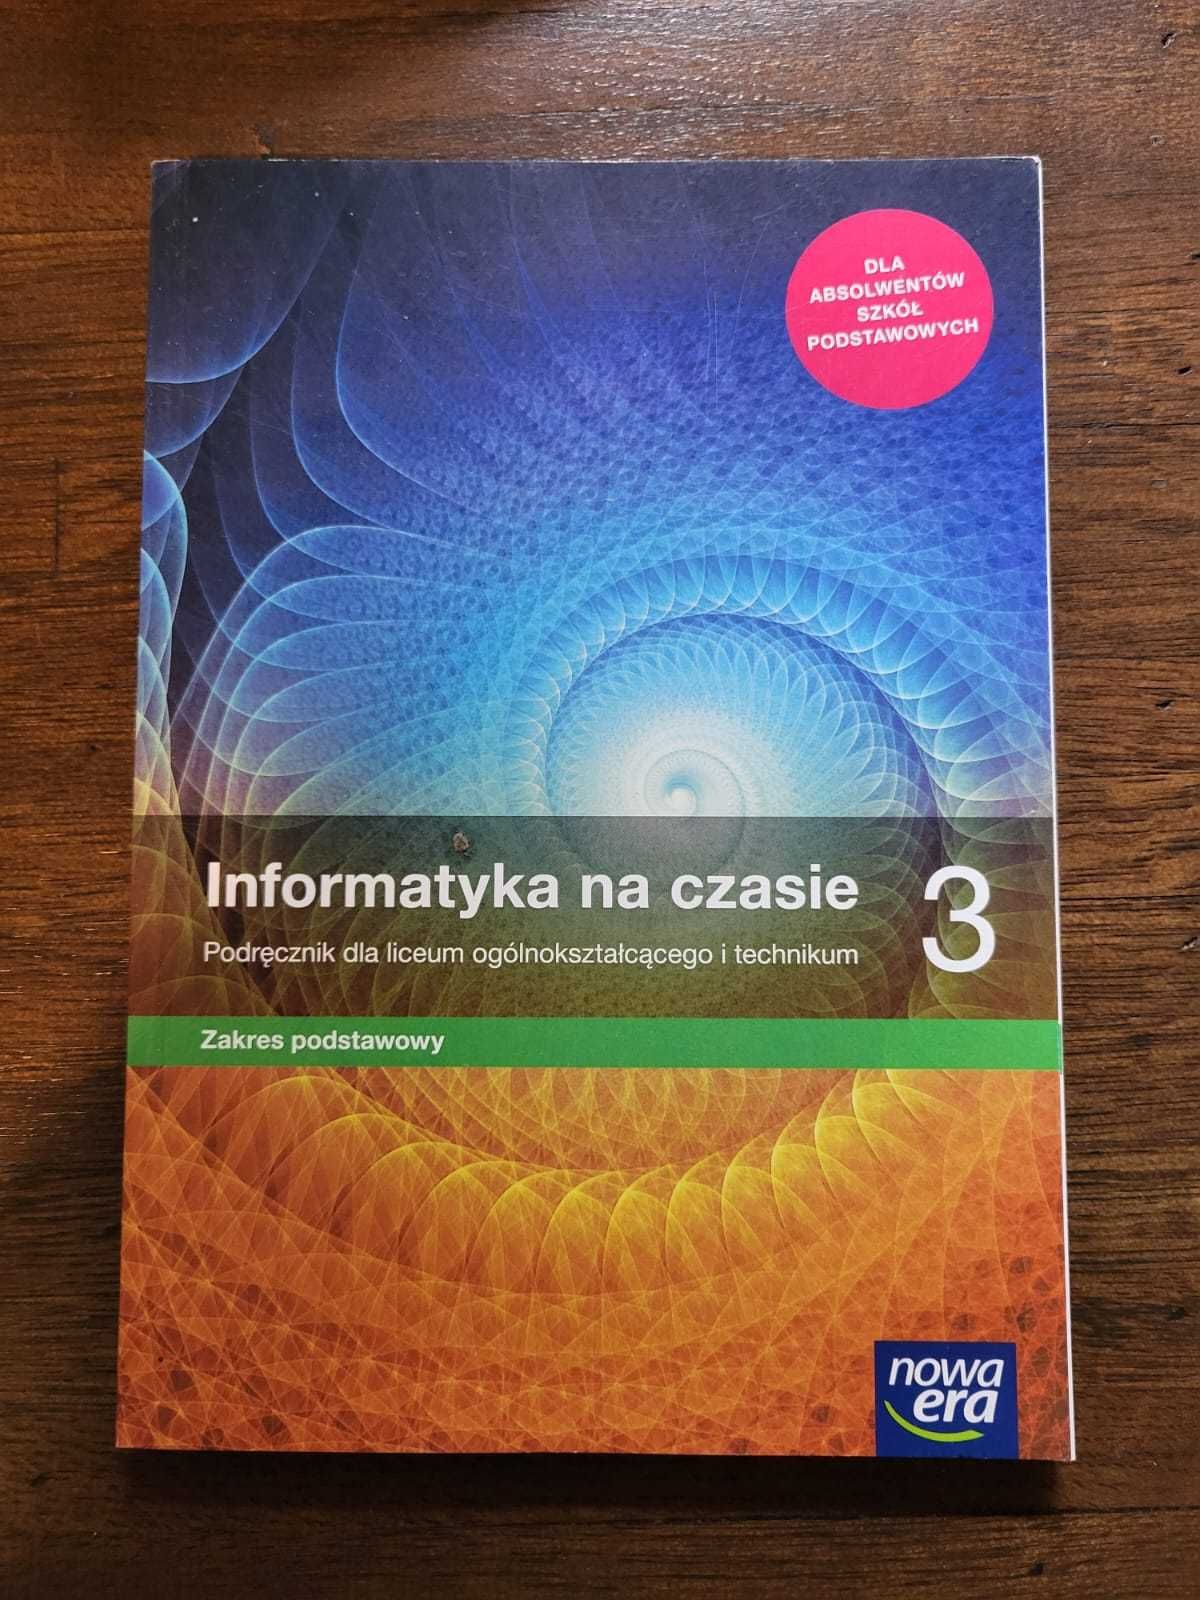 DLA
ABSOLWENTÓW
SZKÓŁ
PODSTAWOWYCH
Informatyka na czasie 3
Podręcznik dla liceum ogólnokształcącego i technikum
Zakres podstawowy
nowa
era